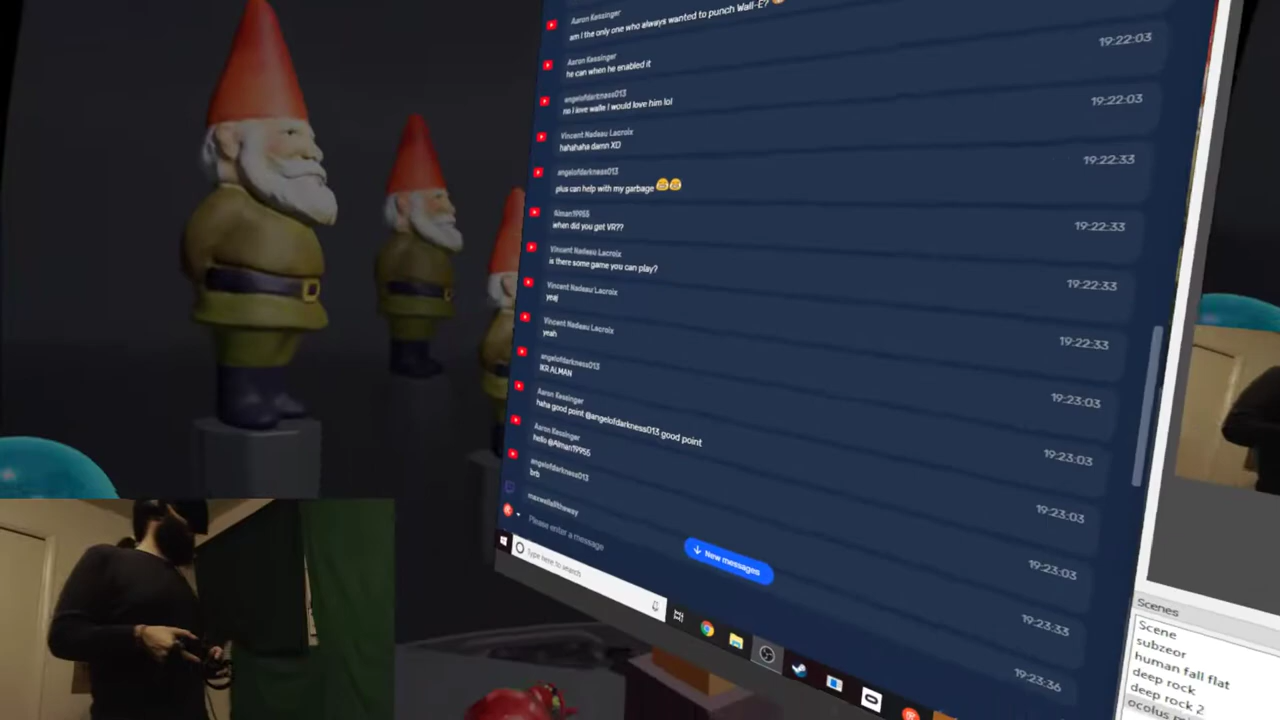 Aaron Kessinger
am I the only one who always wanted to punch Wall-E?
19:22:03
Aaron Kessinger
he can when he enabled it
19:22:03
angelofdarkness013
no I love walle I would love him lol
19:22:33
Vincent Nadeau Lacroix
hahahaha damn XD
19:22:33
angelofdarkness013
plus can help with my garbage
19:22:33
Alman19955
when did you get VR??
19:22:33
Vincent Nadeau Lacroix
is there some game you can play?
19:23:03
Vincent Nadeau Lacroix
yeaj
19:23:03
Vincent Nadeau Lacroix
yeah
19:23:03
angelofdarkness013
IKR ALMAN
19:23:03
Aaron Kessinger
haha good point @angelofdarkness013 good point
19:23:33
Aaron Kessinger
hello @Alman19955
19:23:36
angelofdarkness013
brb
Please enter a message
New messages
Type here to search
Scenes
Scene
subzeor
human fall flat
deep rock
deep rock 2